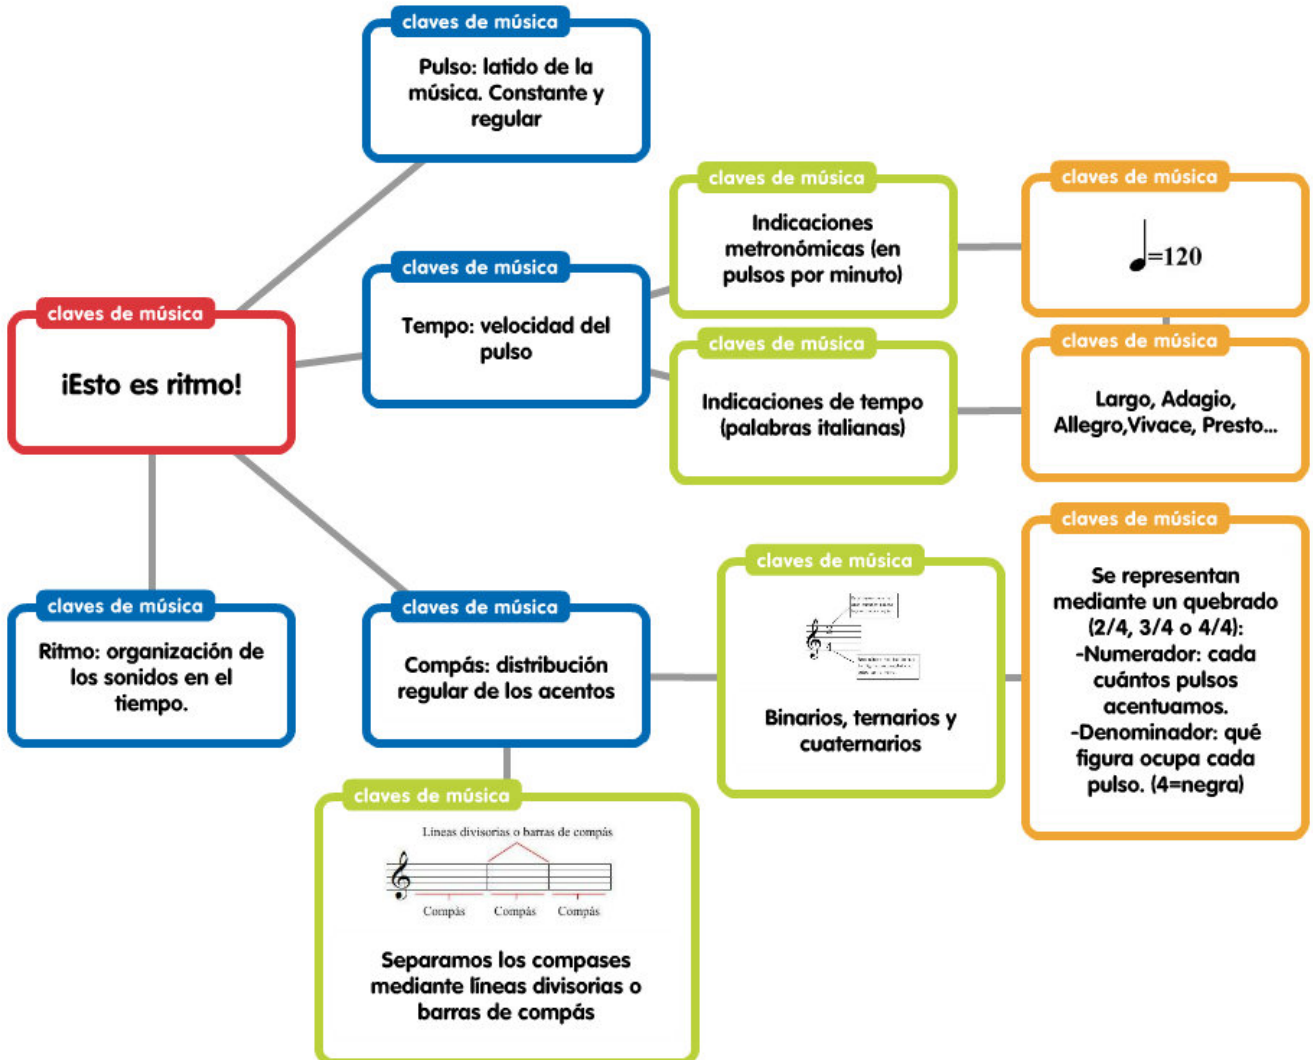 claves de música
Pulso: latido de la
música. Constante y
regular
claves de música
Indicaciones
metronómicas (en
pulsos por minuto)
claves de música
=120
claves de música
Tempo: velocidad del
pulso
claves de música
¡Esto es ritmo!
claves de música
Indicaciones de tempo
(palabras italianas)
claves de música
Largo, Adagio,
Allegro,Vivace, Presto...
claves de música
Ritmo: organización de
los sonidos en el
tiempo.
claves de música
Compás: distribución
regular de los acentos
claves de música
Binarios, ternarios y
cuaternarios
claves de música
Se representan
mediante un quebrado
(2/4, 3/4 o 4/4):
-Numerador: cada
cuántos pulsos
acentuamos.
-Denominador: qué
figura ocupa cada
pulso. (4=negra)
claves de música
Líneas divisorias o barras de compás
Compás Compás Compás
Separamos los compases
mediante líneas divisorias o
barras de compás